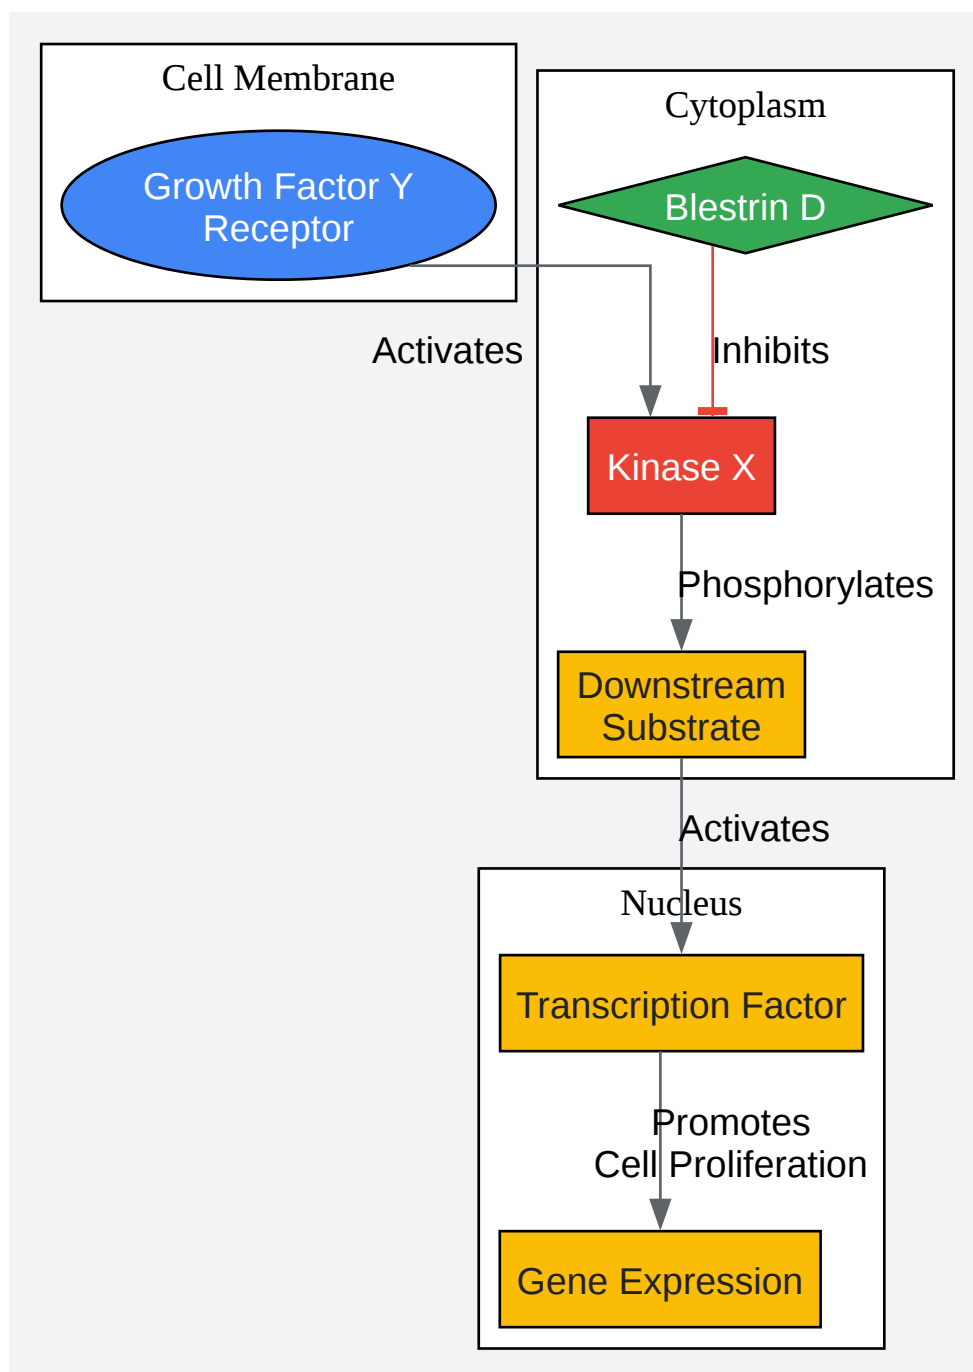 Cell Membrane
Growth Factor Y
Receptor
Cytoplasm
Blestrin D
Activates
Inhibits
Kinase X
Phosphorylates
Downstream
Substrate
Activates
Nucleus
Transcription Factor
Promotes
Cell Proliferation
Gene Expression